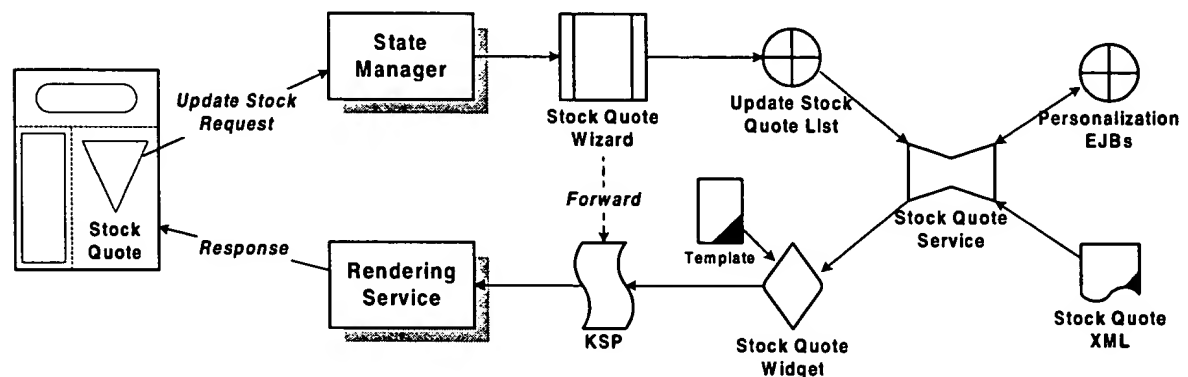 State
Manager
Update Stock
Request
Stock Quote
Wizard
Update Stock
Quote List
Personalization
EJBs
Stock
Quote
Response
Forward
Template
Stock Quote
Service
Rendering
Service
KSP
Stock Quote
Widget
Stock Quote
XML